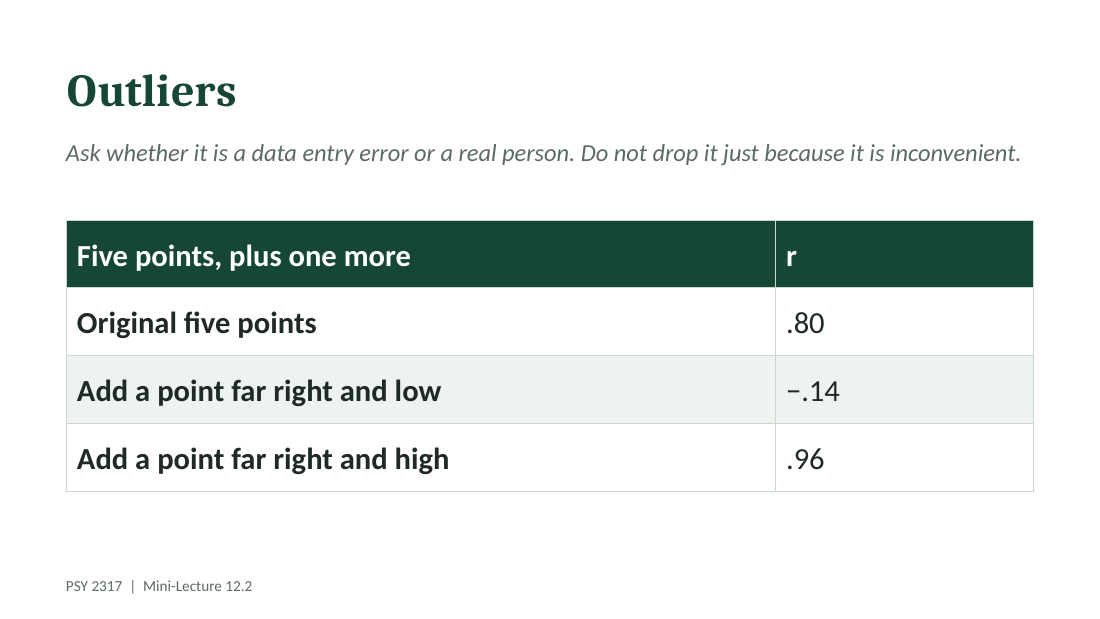 Outliers
Ask whether it is a data entry error or a real person. Do not drop it just because it is inconvenient.
Five points, plus one more r
Original five points .80
Add a point far right and low −.14
Add a point far right and high .96
PSY 2317 | Mini-Lecture 12.2